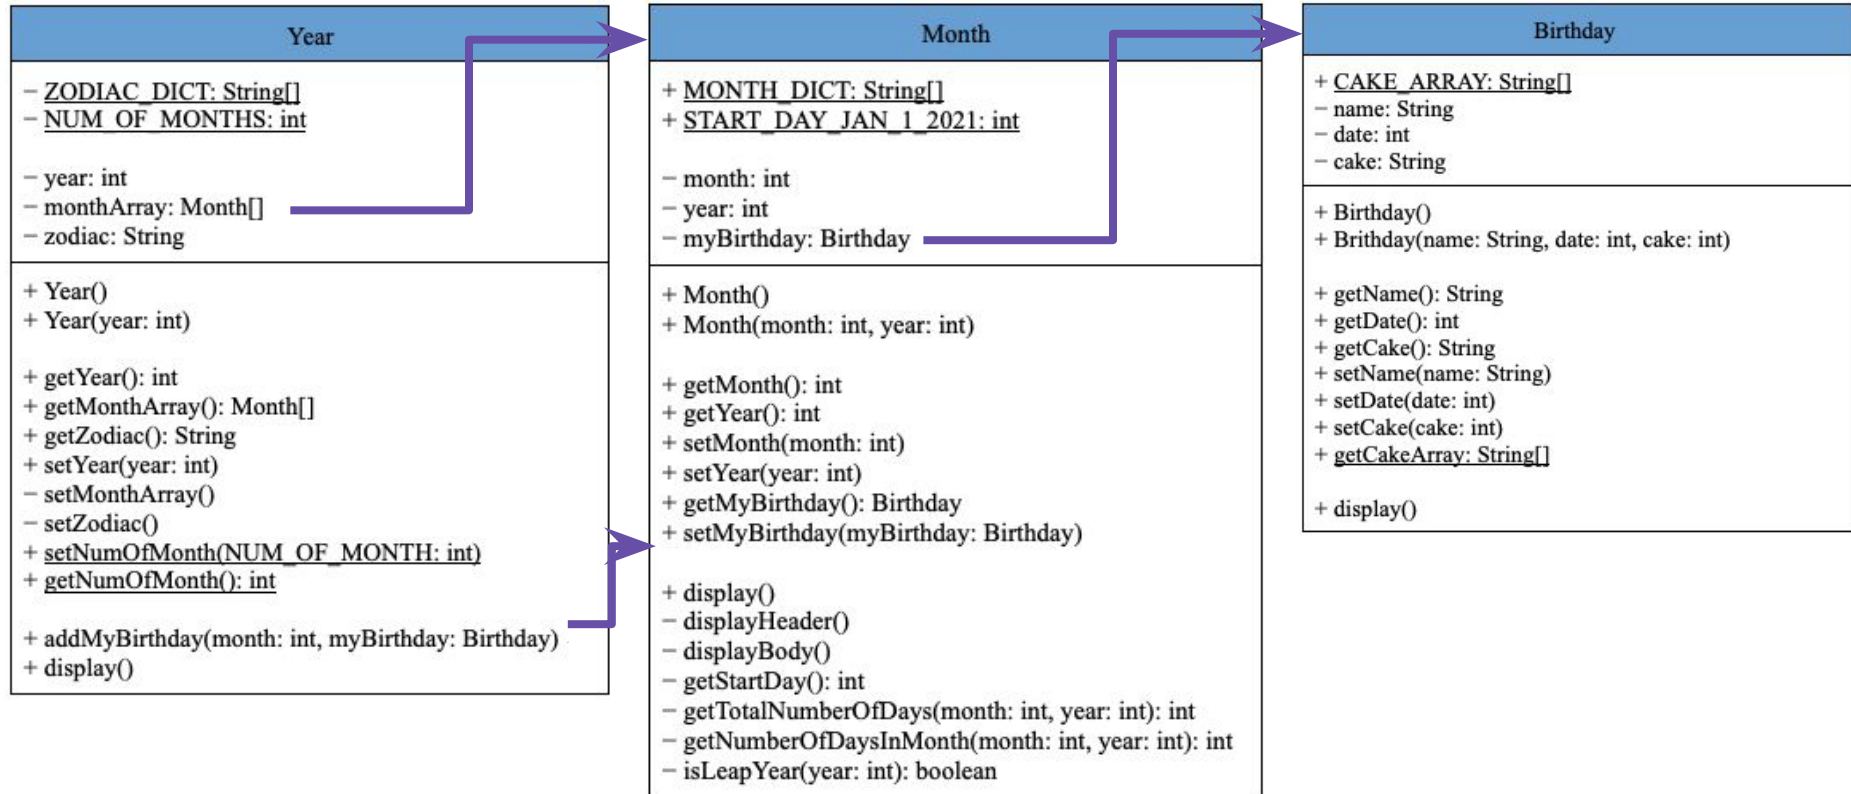 Year
− ZODIAC_DICT: String[]
− NUM_OF_MONTHS: int
− year: int
− monthArray: Month[]
− zodiac: String
+ Year()
+ Year(year: int)
+ getYear(): int
+ getMonthArray(): Month[]
+ getZodiac(): String
+ setYear(year: int)
− setMonthArray()
− setZodiac()
+ setNumOfMonth(NUM_OF_MONTH: int)
+ getNumOfMonth(): int
+ addMyBirthday(month: int, myBirthday: Birthday)
+ display()
Month
+ MONTH_DICT: String[]
+ START_DAY_JAN_1_2021: int
− month: int
− year: int
− myBirthday: Birthday
+ Month()
+ Month(month: int, year: int)
+ getMonth(): int
+ getYear(): int
+ setMonth(month: int)
+ setYear(year: int)
+ getMyBirthday(): Birthday
+ setMyBirthday(myBirthday: Birthday)
+ display()
− displayHeader()
− displayBody()
− getStartDay(): int
− getTotalNumberOfDays(month: int, year: int): int
− getNumberOfDaysInMonth(month: int, year: int): int
− isLeapYear(year: int): boolean
Birthday
+ CAKE_ARRAY: String[]
− name: String
− date: int
− cake: String
+ Birthday()
+ Brithday(name: String, date: int, cake: int)
+ getName(): String
+ getDate(): int
+ getCake(): String
+ setName(name: String)
+ setDate(date: int)
+ setCake(cake: int)
+ getCakeArray: String[]
+ display()